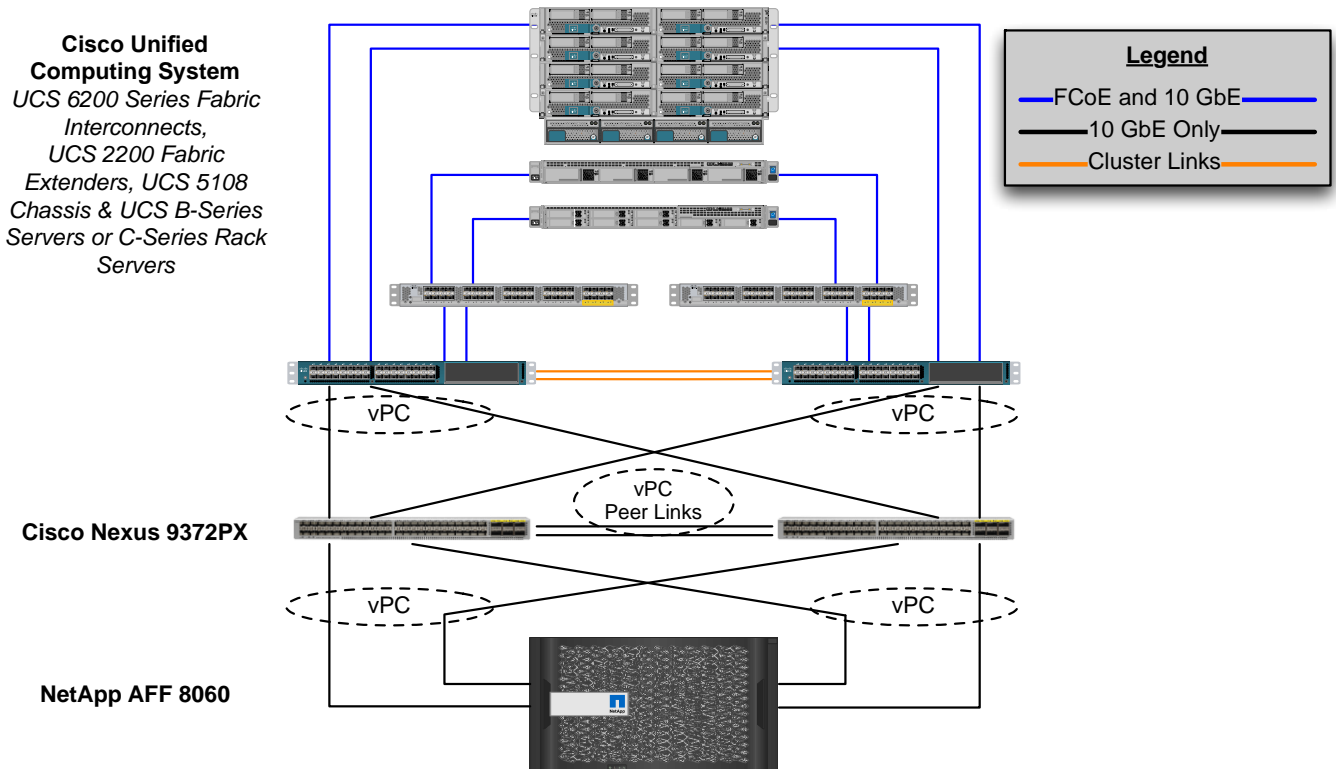 Cisco Unified
Computing System
UCS 6200 Series Fabric
Interconnects,
UCS 2200 Fabric
Extenders, UCS 5108
Chassis & UCS B-Series
Servers or C-Series Rack
Servers
Legend
FCoE and 10 GbE
10 GbE Only
Cluster Links
vPC
vPC
vPC
Peer Links
Cisco Nexus 9372PX
vPC
vPC
NetApp AFF 8060
NetApp